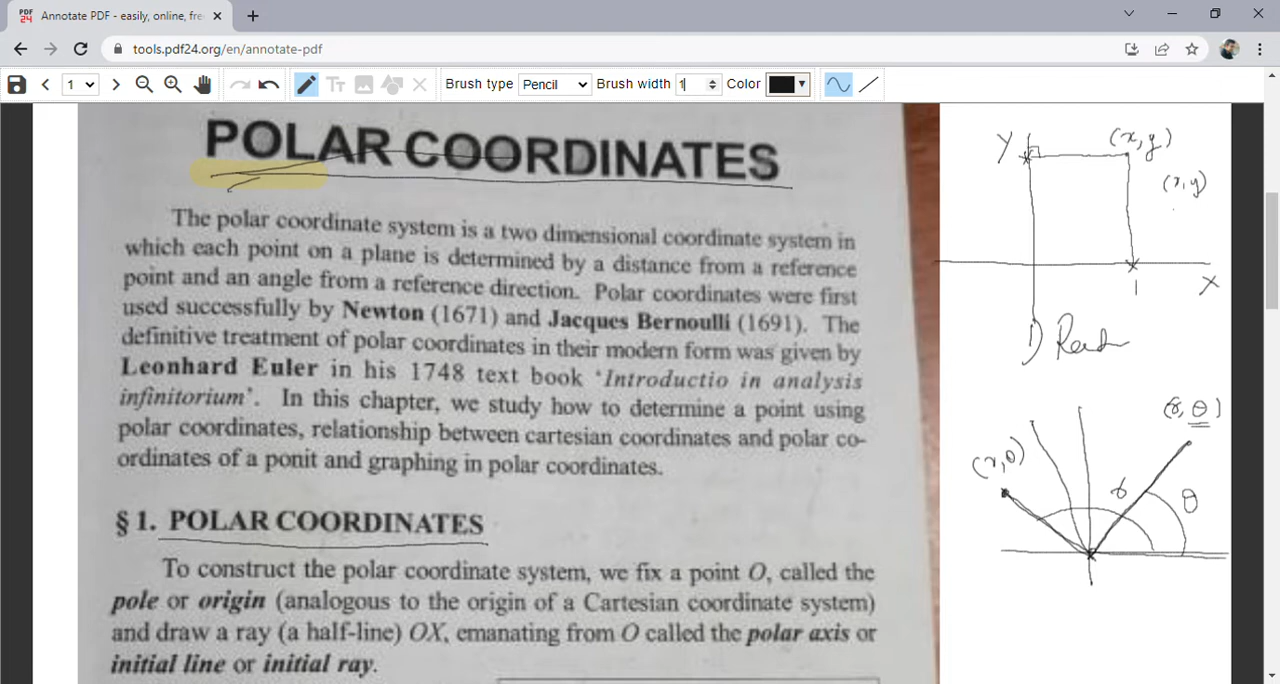 Annotate PDF - easily, online, fre
tools.pdf24.org/en/annotate-pdf
1
Brush type Pencil Brush width 1 Color
POLAR COORDINATES
The polar coordinate system is a two dimensional coordinate system in
which each point on a plane is determined by a distance from a reference
point and an angle from a reference direction. Polar coordinates were first
used successfully by Newton (1671) and Jacques Bernoulli (1691). The
definitive treatment of polar coordinates in their modern form was given by
Leonhard Euler in his 1748 text book 'Introductio in analysis
infinitorium'. In this chapter, we study how to determine a point using
polar coordinates, relationship between cartesian coordinates and polar co-
ordinates of a ponit and graphing in polar coordinates.
§ 1. POLAR COORDINATES
To construct the polar coordinate system, we fix a point O, called the
pole or origin (analogous to the origin of a Cartesian coordinate system)
and draw a ray (a half-line) OX, emanating from O called the polar axis or
initial line or initial ray.
Y
(x, y)
(x, y)
1
X
1)
(r, θ)
(r, θ)
r
θ